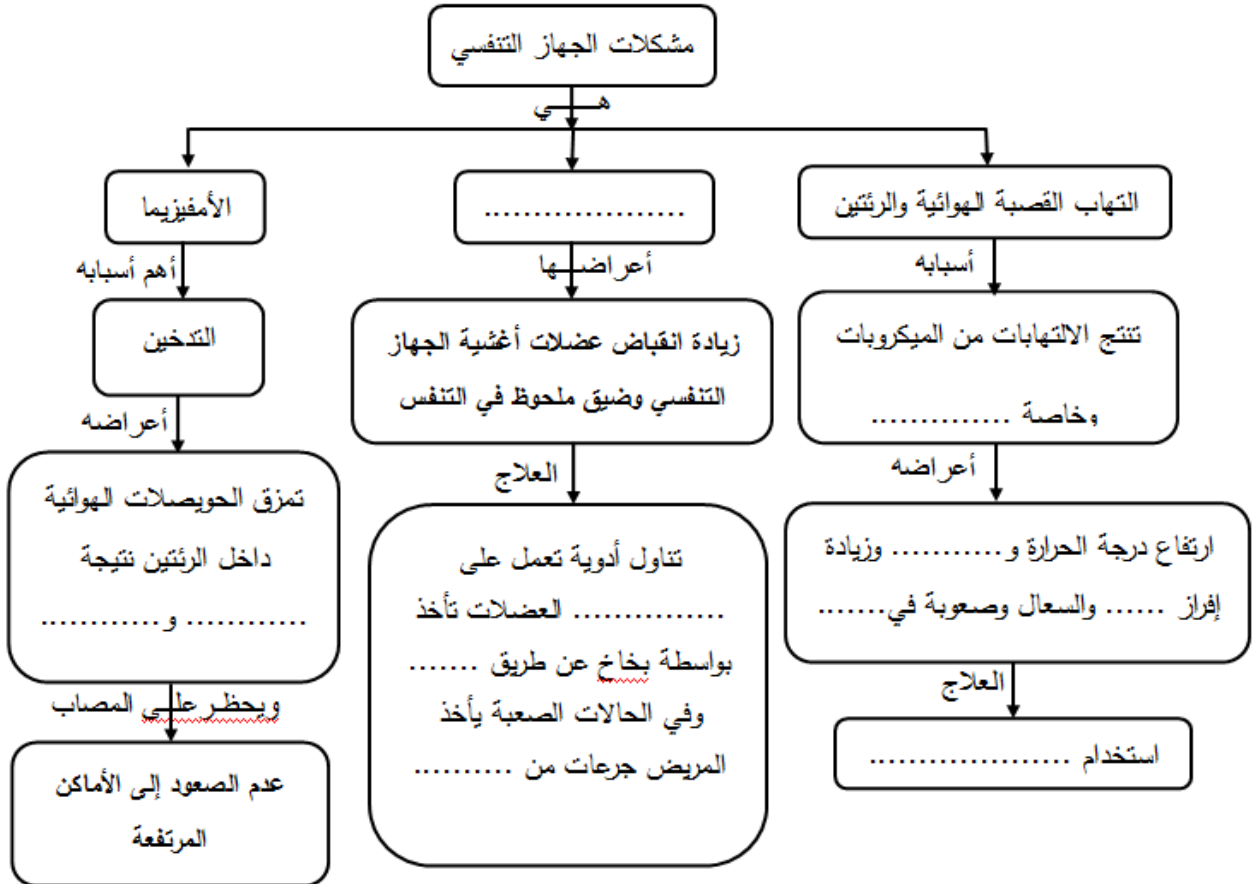 مشكلات الجهاز التنفسي
هـــي
التهاب القصبة الهوائية والرئتين
أسبابه
تنتج الالتهابات من الميكروبات
وخاصة ..............
أعراضه
ارتفاع درجة الحرارة و........... وزيادة
إفراز ...... والسعال وصعوبة في.......
العلاج
استخدام ....................
....................
أعراضـــها
زيادة انقباض عضلات أغشية الجهاز
التنفسي وضيق ملحوظ في التنفس
العلاج
تناول أدوية تعمل على
............... العضلات تأخذ
بواسطة بخاخ عن طريق .......
وفي الحالات الصعبة يأخذ
المريض جرعات من ..........
الأمفيزيما
أهم أسبابه
التدخين
أعراضه
تمزق الحويصلات الهوائية
داخل الرئتين نتيجة
............ و............
ويحظر علـــى المصاب
عدم الصعود إلى الأماكن
المرتفعة